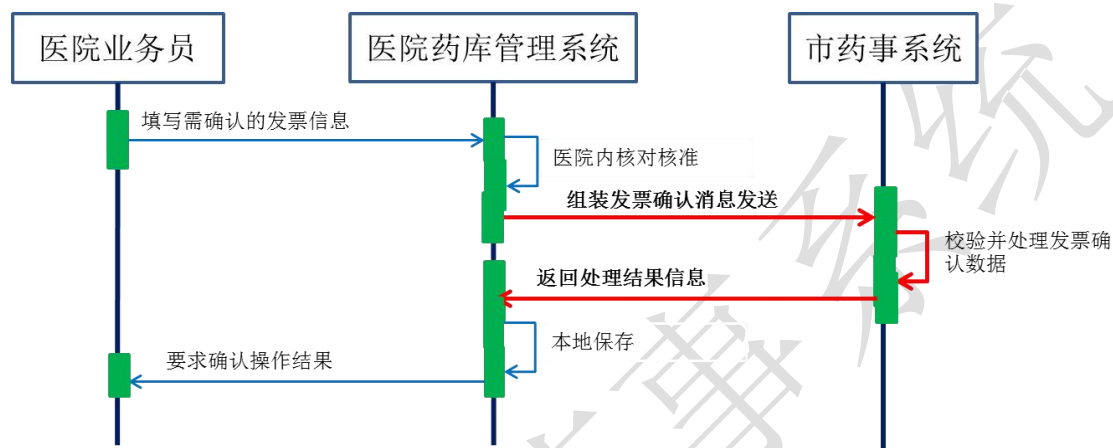 医院业务员
医院药库管理系统
市药事系统
填写需确认的发票信息
医院内核对核准
组装发票确认消息发送
校验并处理发票确
认数据
返回处理结果信息
本地保存
要求确认操作结果
事系统